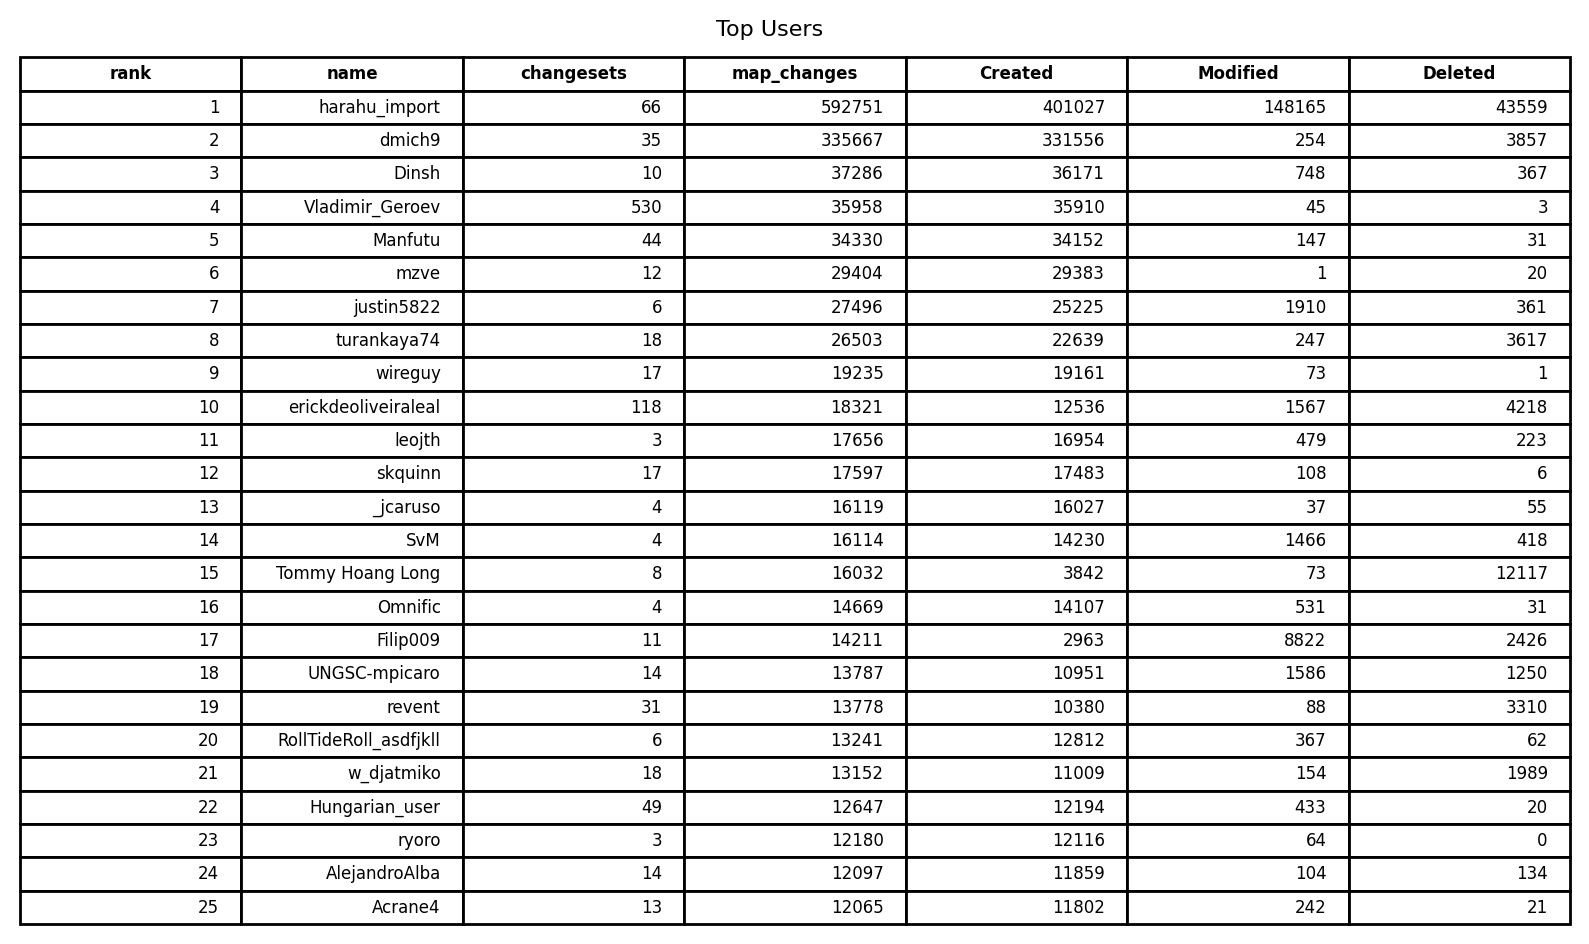 Top Users
rank name changesets map_changes Created Modified Deleted
1 harahu_import 66 592751 401027 148165 43559
2 dmich9 35 335667 331556 254 3857
3 Dinsh 10 37286 36171 748 367
4 Vladimir_Geroev 530 35958 35910 45 3
5 Manfutu 44 34330 34152 147 31
6 mzve 12 29404 29383 1 20
7 justin5822 6 27496 25225 1910 361
8 turankaya74 18 26503 22639 247 3617
9 wireguy 17 19235 19161 73 1
10 erickdeoliveiraleal 118 18321 12536 1567 4218
11 leojth 3 17656 16954 479 223
12 skquinn 17 17597 17483 108 6
13 _jcaruso 4 16119 16027 37 55
14 SvM 4 16114 14230 1466 418
15 Tommy Hoang Long 8 16032 3842 73 12117
16 Omnific 4 14669 14107 531 31
17 Filip009 11 14211 2963 8822 2426
18 UNGSC-mpicaro 14 13787 10951 1586 1250
19 revent 31 13778 10380 88 3310
20 RollTideRoll_asdfjkll 6 13241 12812 367 62
21 w_djatmiko 18 13152 11009 154 1989
22 Hungarian_user 49 12647 12194 433 20
23 ryoro 3 12180 12116 64 0
24 AlejandroAlba 14 12097 11859 104 134
25 Acrane4 13 12065 11802 242 21